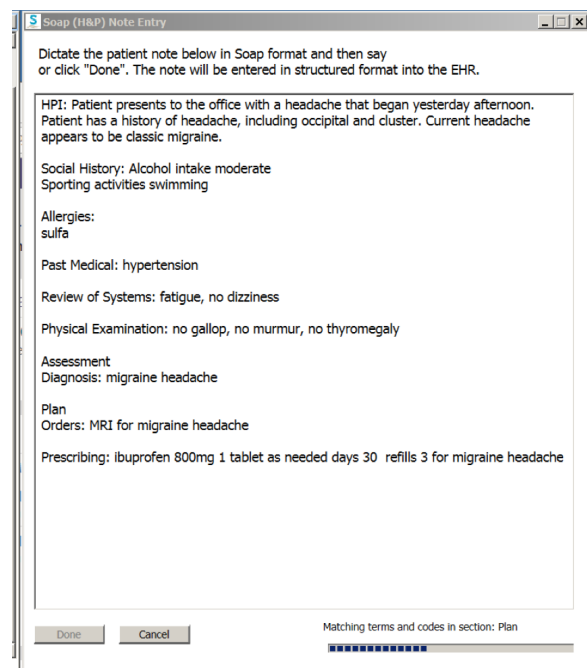 Soap (H&P) Note Entry
Dictate the patient note below in Soap format and then say
or click "Done". The note will be entered in structured format into the EHR.
HPI: Patient presents to the office with a headache that began yesterday afternoon.
Patient has a history of headache, including occipital and cluster. Current headache
appears to be classic migraine.
Social History: Alcohol intake moderate
Sporting activities swimming
Allergies:
sulfa
Past Medical: hypertension
Review of Systems: fatigue, no dizziness
Physical Examination: no gallop, no murmur, no thyromegaly
Assessment
Diagnosis: migraine headache
Plan
Orders: MRI for migraine headache
Prescribing: ibuprofen 800mg 1 tablet as needed days 30  refills 3 for migraine headache
Done
Cancel
Matching terms and codes in section: Plan